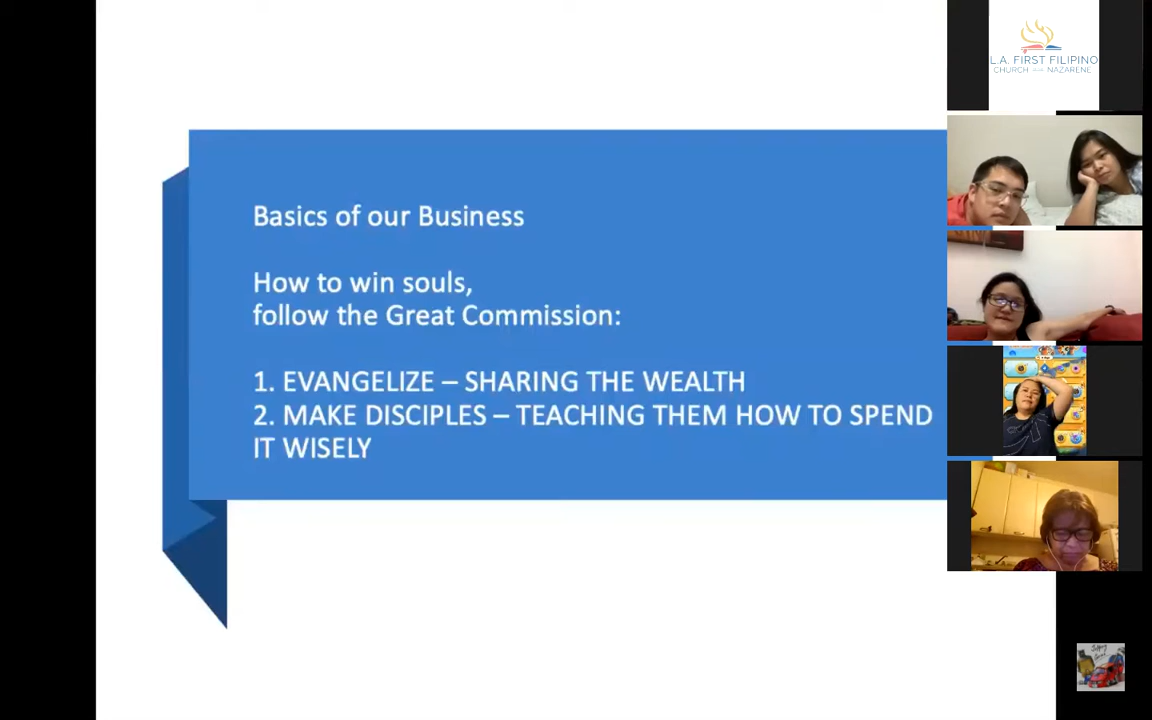 Basics of our Business
How to win souls,
follow the Great Commission:
1. EVANGELIZE – SHARING THE WEALTH
2. MAKE DISCIPLES – TEACHING THEM HOW TO SPEND
IT WISELY
L.A. FIRST FILIPINO
CHURCH OF THE NAZARENE